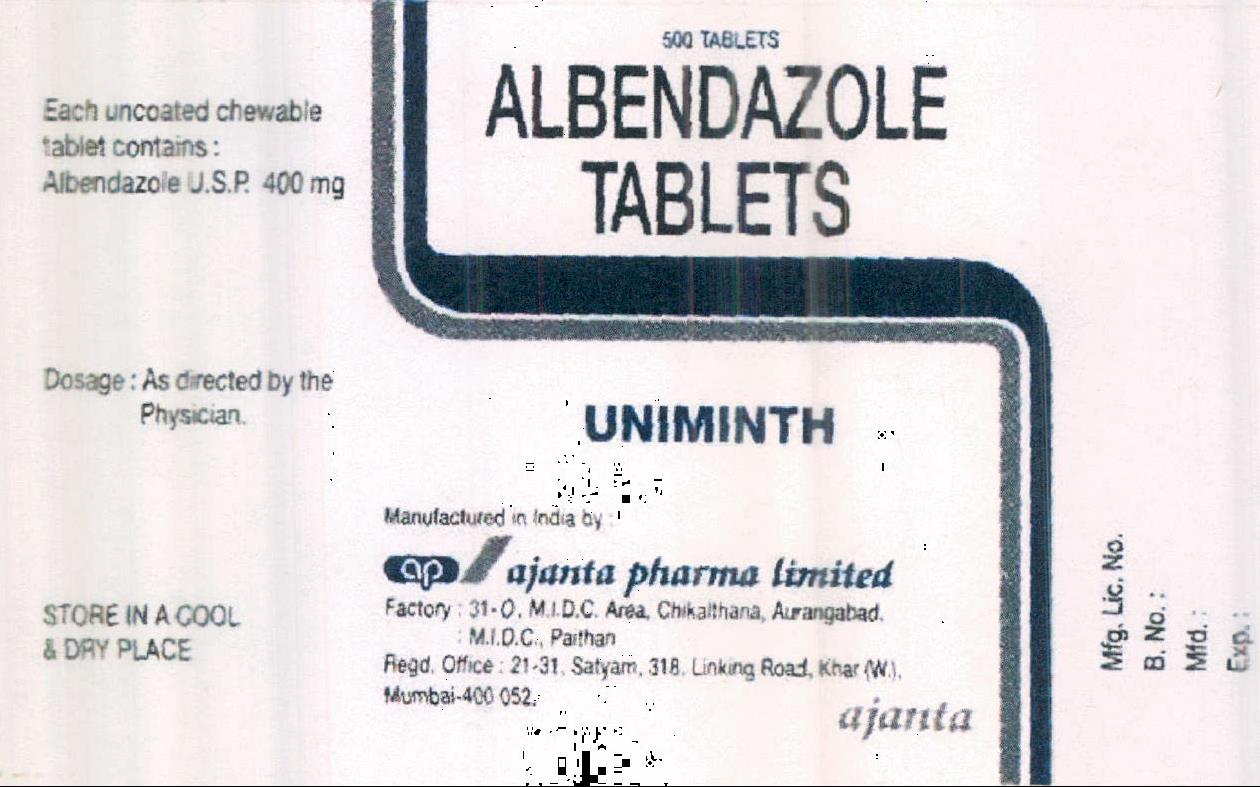 Each uncoated chewable
tablet contains :
Albendazole U.S.P. 400 mg
Dosage : As directed by the
Physician.
STORE IN A COOL
& DRY PLACE
500 TABLETS
ALBENDAZOLE
TABLETS
UNIMINTH
Manufactured in India by :
ap ajanta pharma limited
Factory : 31-O, M.I.D.C. Area, Chikalthana, Aurangabad.
: M.I.D.C., Paithan
Regd. Office : 21-31, Satyam, 318, Linking Road, Khar (W.),
Mumbai-400 052.
ajanta
Mfg. Lic. No.
B. No. :
Mfd. :
Exp. :